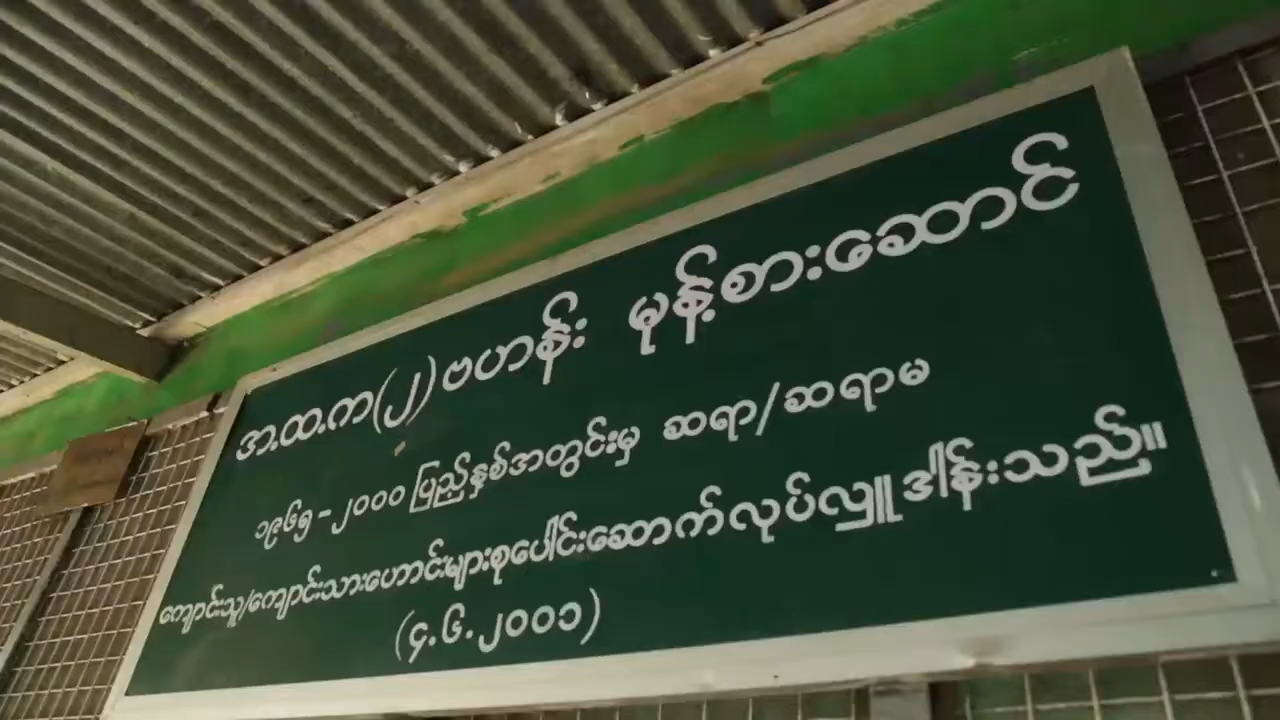 အ.ထ.က(၂)ဗဟန်း မုန့်စားဆောင်
၁၉၆၅-၂၀၀၀ ပြည့်နှစ်အတွင်းမှ ဆရာ/ဆရာမ
ကျောင်းသူ/ကျောင်းသားဟောင်းများစုပေါင်းဆောက်လုပ်လှူဒါန်းသည်။
(၄.၆.၂၀၀၁)